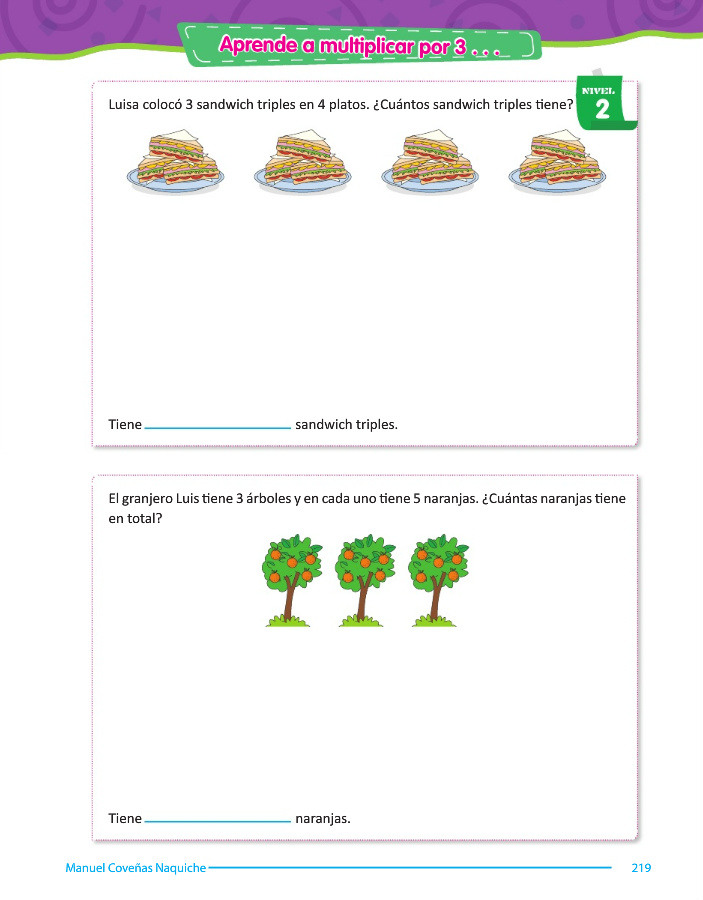 Aprende a multiplicar por 3 . . .
NIVEL
2
Luisa colocó 3 sandwich triples en 4 platos. ¿Cuántos sandwich triples tiene?
Tiene ____________________ sandwich triples.
El granjero Luis tiene 3 árboles y en cada uno tiene 5 naranjas. ¿Cuántas naranjas tiene
en total?
Tiene ____________________ naranjas.
Manuel Coveñas Naquiche
219